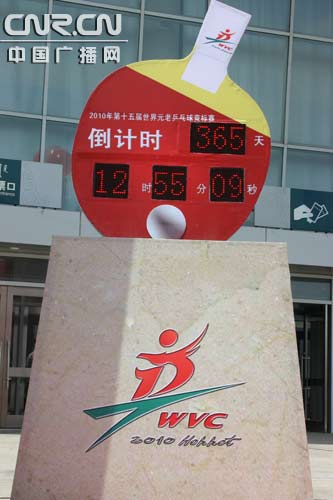 CNR.CN
中国广播网
WVC
2010年第十五届世界元老乒乓球锦标赛
倒计时 365 天
12 时 55 分 09 秒
WVC
2010 Hohhot